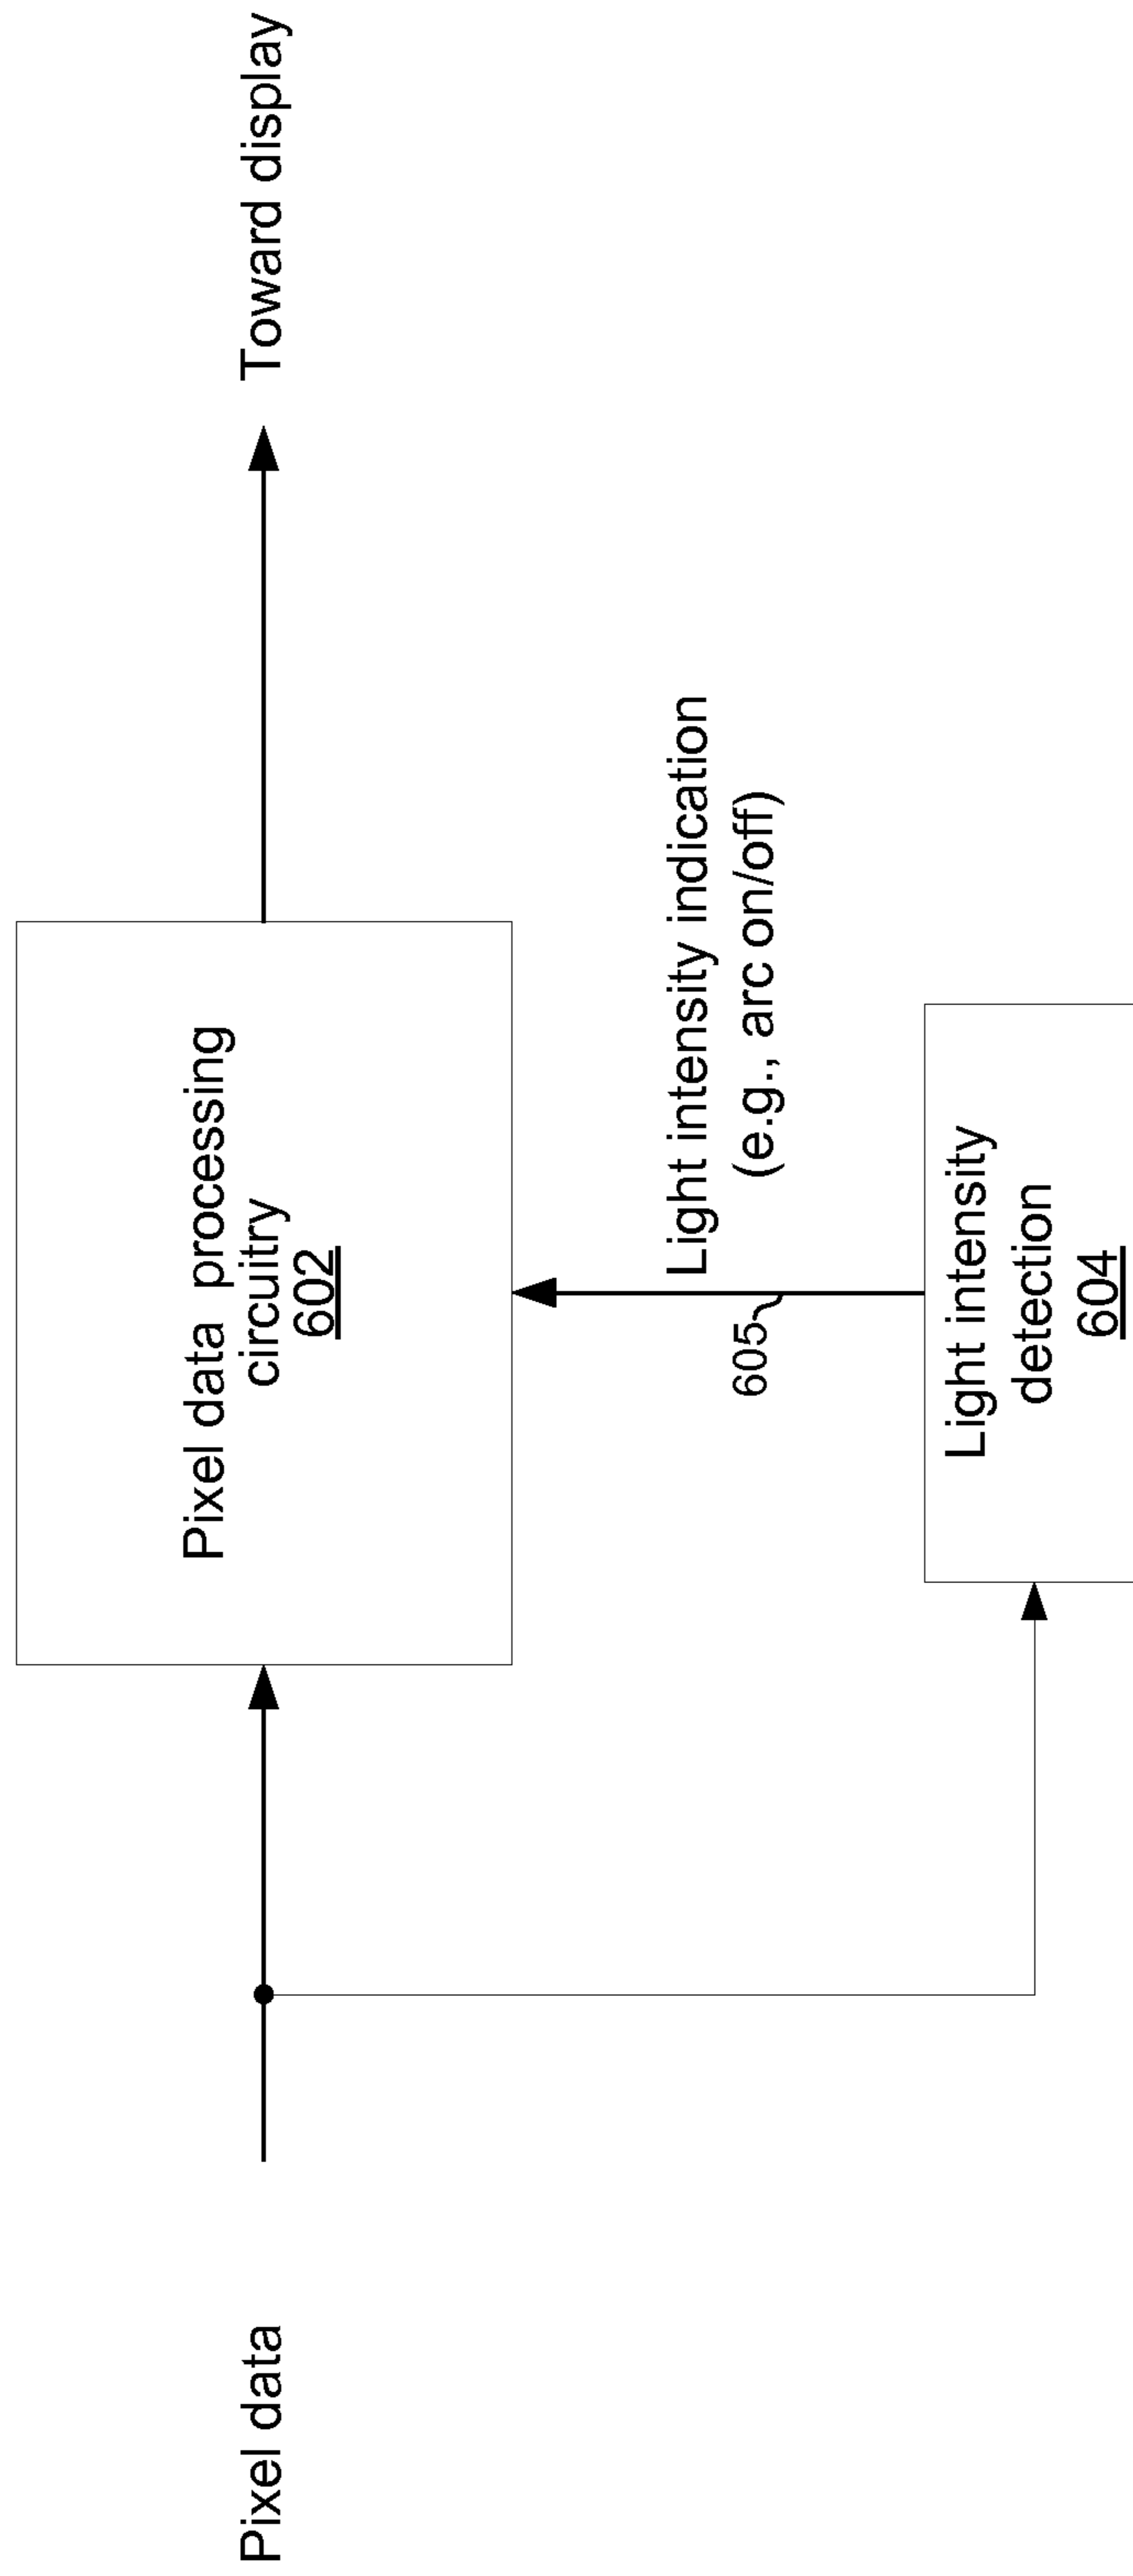 Pixel data
Pixel data processing
circuitry
602
Toward display
605
Light intensity indication
(e.g., arc on/off)
Light intensity
detection
604